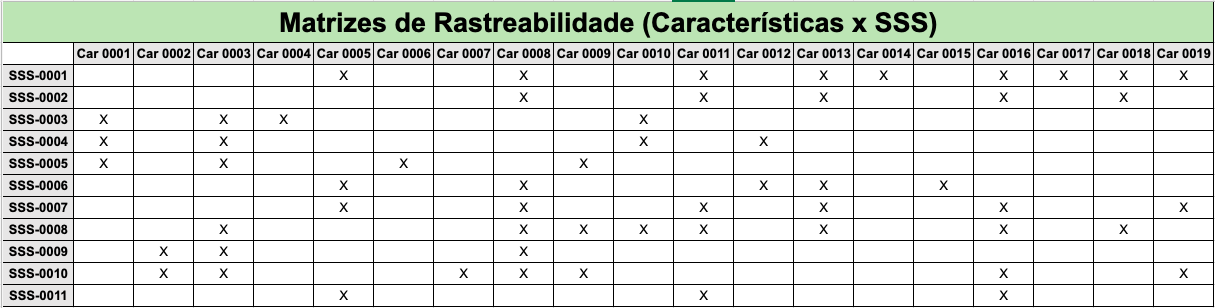 Matrizes de Rastreabilidade (Características x SSS)
Car 0001 Car 0002 Car 0003 Car 0004 Car 0005 Car 0006 Car 0007 Car 0008 Car 0009 Car 0010 Car 0011 Car 0012 Car 0013 Car 0014 Car 0015 Car 0016 Car 0017 Car 0018 Car 0019
SSS-0001 X X X X X X X X X
SSS-0002 X X X X X
SSS-0003 X X X X
SSS-0004 X X X X
SSS-0005 X X X X
SSS-0006 X X X X X
SSS-0007 X X X X X X
SSS-0008 X X X X X X X X
SSS-0009 X X X
SSS-0010 X X X X X X X
SSS-0011 X X X